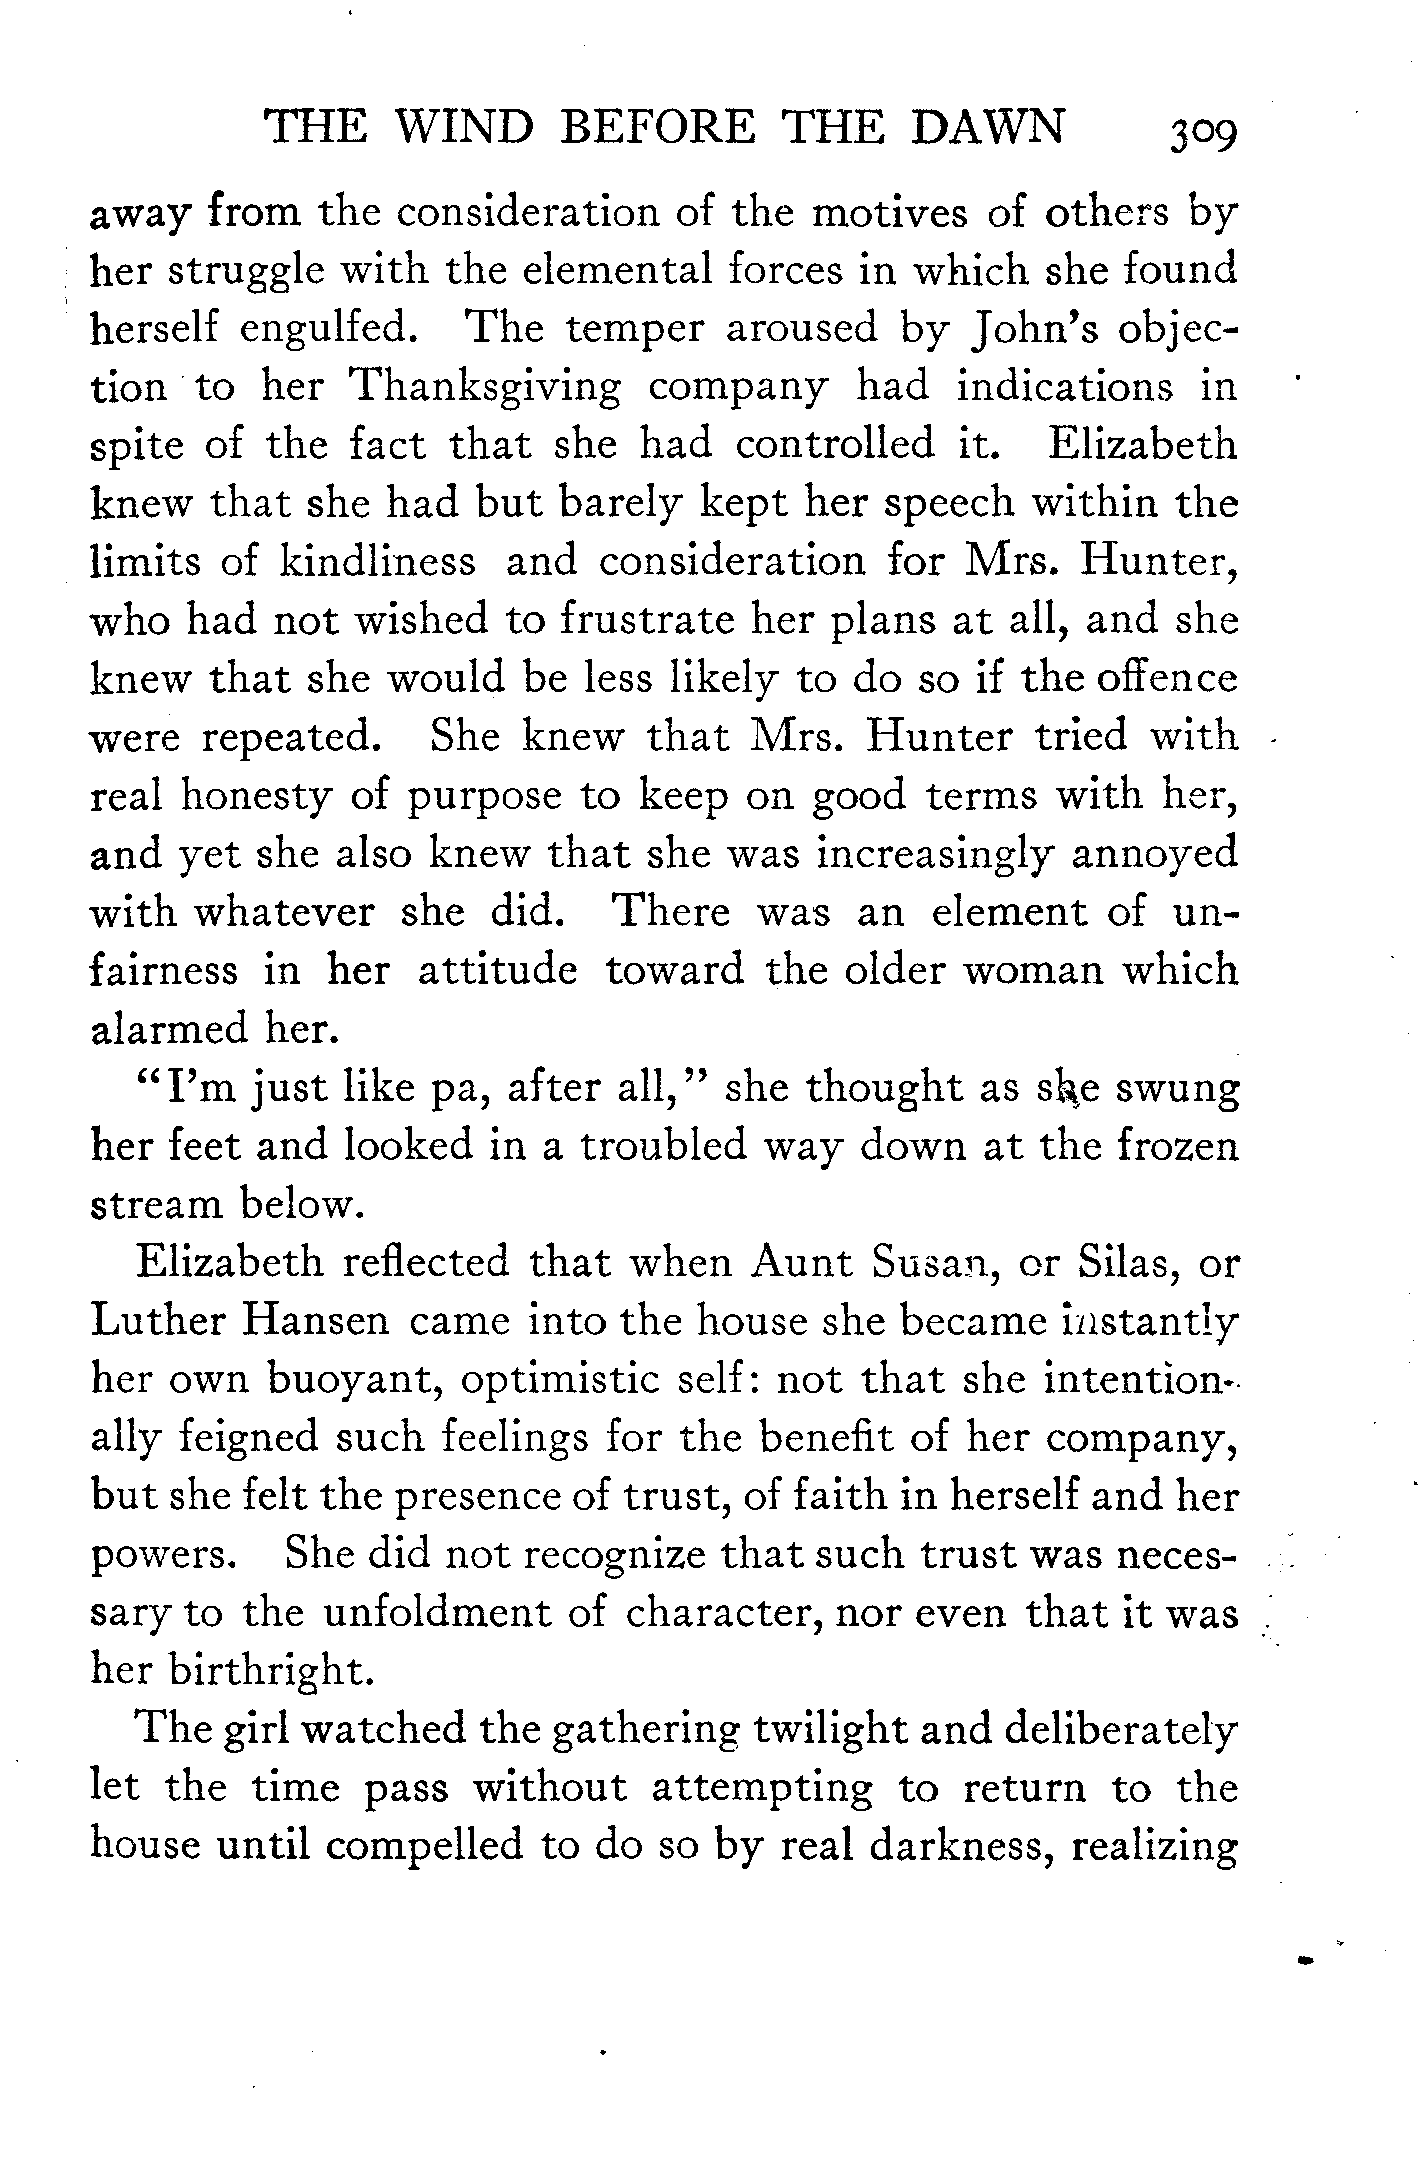 THE WIND BEFORE THE DAWN 309
away from the consideration of the motives of others by
her struggle with the elemental forces in which she found
herself engulfed. The temper aroused by John's objec-
tion to her Thanksgiving company had indications in
spite of the fact that she had controlled it. Elizabeth
knew that she had but barely kept her speech within the
limits of kindliness and consideration for Mrs. Hunter,
who had not wished to frustrate her plans at all, and she
knew that she would be less likely to do so if the offence
were repeated. She knew that Mrs. Hunter tried with
real honesty of purpose to keep on good terms with her,
and yet she also knew that she was increasingly annoyed
with whatever she did. There was an element of un-
fairness in her attitude toward the older woman which
alarmed her.
"I'm just like pa, after all," she thought as she swung
her feet and looked in a troubled way down at the frozen
stream below.
Elizabeth reflected that when Aunt Susan, or Silas, or
Luther Hansen came into the house she became instantly
her own buoyant, optimistic self: not that she intention-
ally feigned such feelings for the benefit of her company,
but she felt the presence of trust, of faith in herself and her
powers. She did not recognize that such trust was neces-
sary to the unfoldment of character, nor even that it was
her birthright.
The girl watched the gathering twilight and deliberately
let the time pass without attempting to return to the
house until compelled to do so by real darkness, realizing